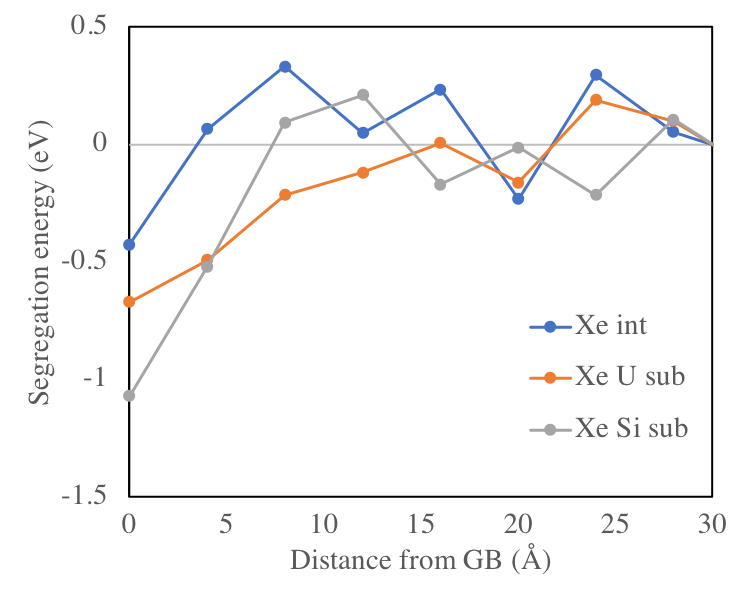 0.5
0
-0.5
-1
-1.5
Segregation energy (eV)
Xe int
Xe U sub
Xe Si sub
0 5 10 15 20 25 30
Distance from GB (Å)